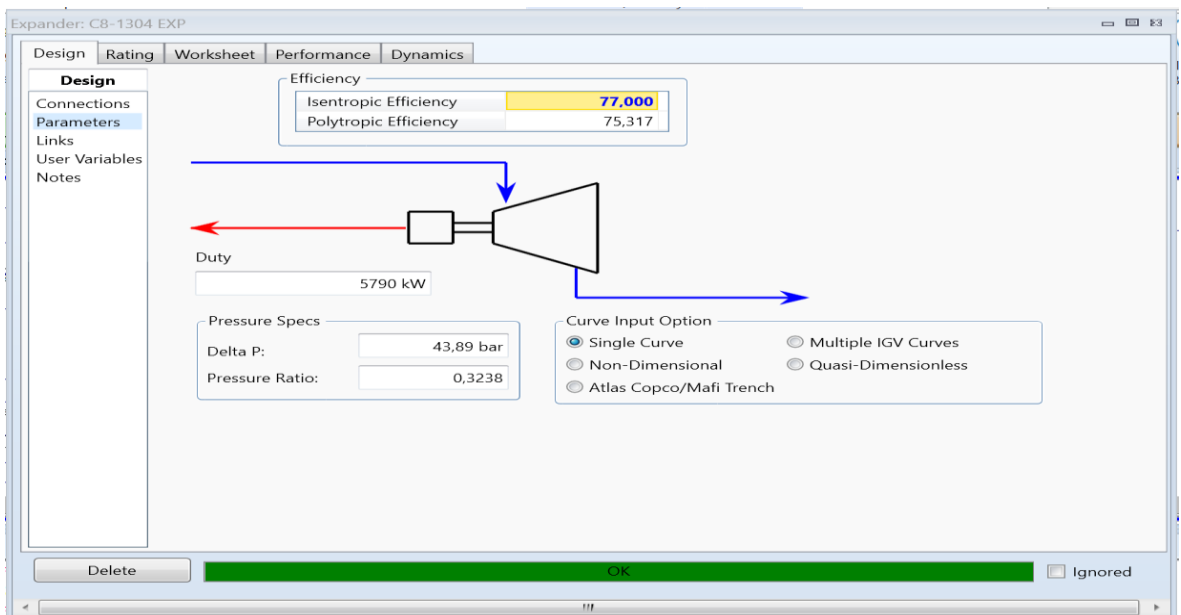 Expander: C8-1304 EXP
Design Rating Worksheet Performance Dynamics
Design
Connections
Parameters
Links
User Variables
Notes
Efficiency
Isentropic Efficiency 77,000
Polytropic Efficiency 75,317
Duty
5790 kW
Pressure Specs
Delta P: 43,89 bar
Pressure Ratio: 0,3238
Curve Input Option
Single Curve Multiple IGV Curves
Non-Dimensional Quasi-Dimensionless
Atlas Copco/Mafi Trench
Delete OK Ignored